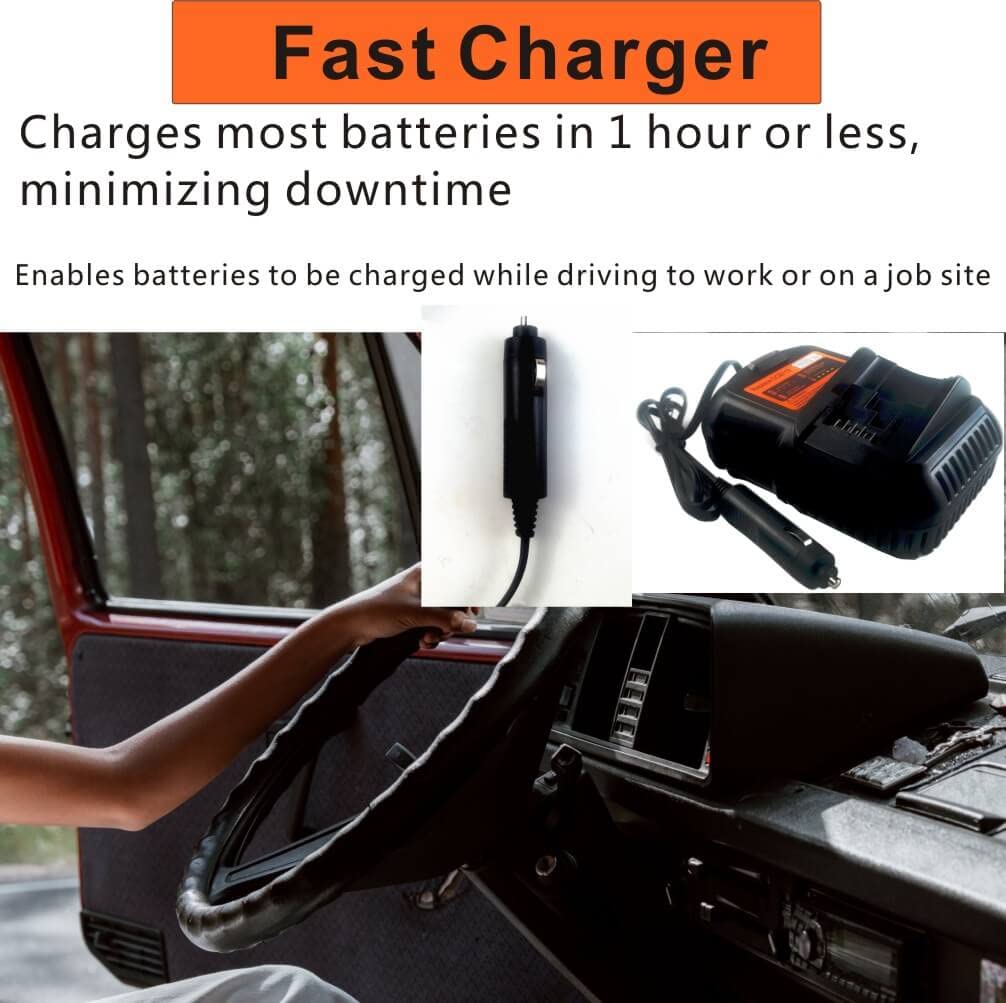 Fast Charger
Charges most batteries in 1 hour or less,
minimizing downtime
Enables batteries to be charged while driving to work or on a job site